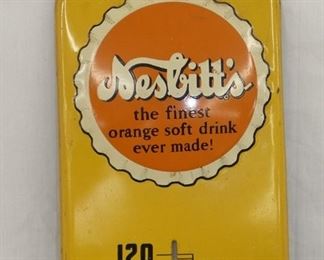 Nesbitt's
the finest
orange soft drink
ever made!
120